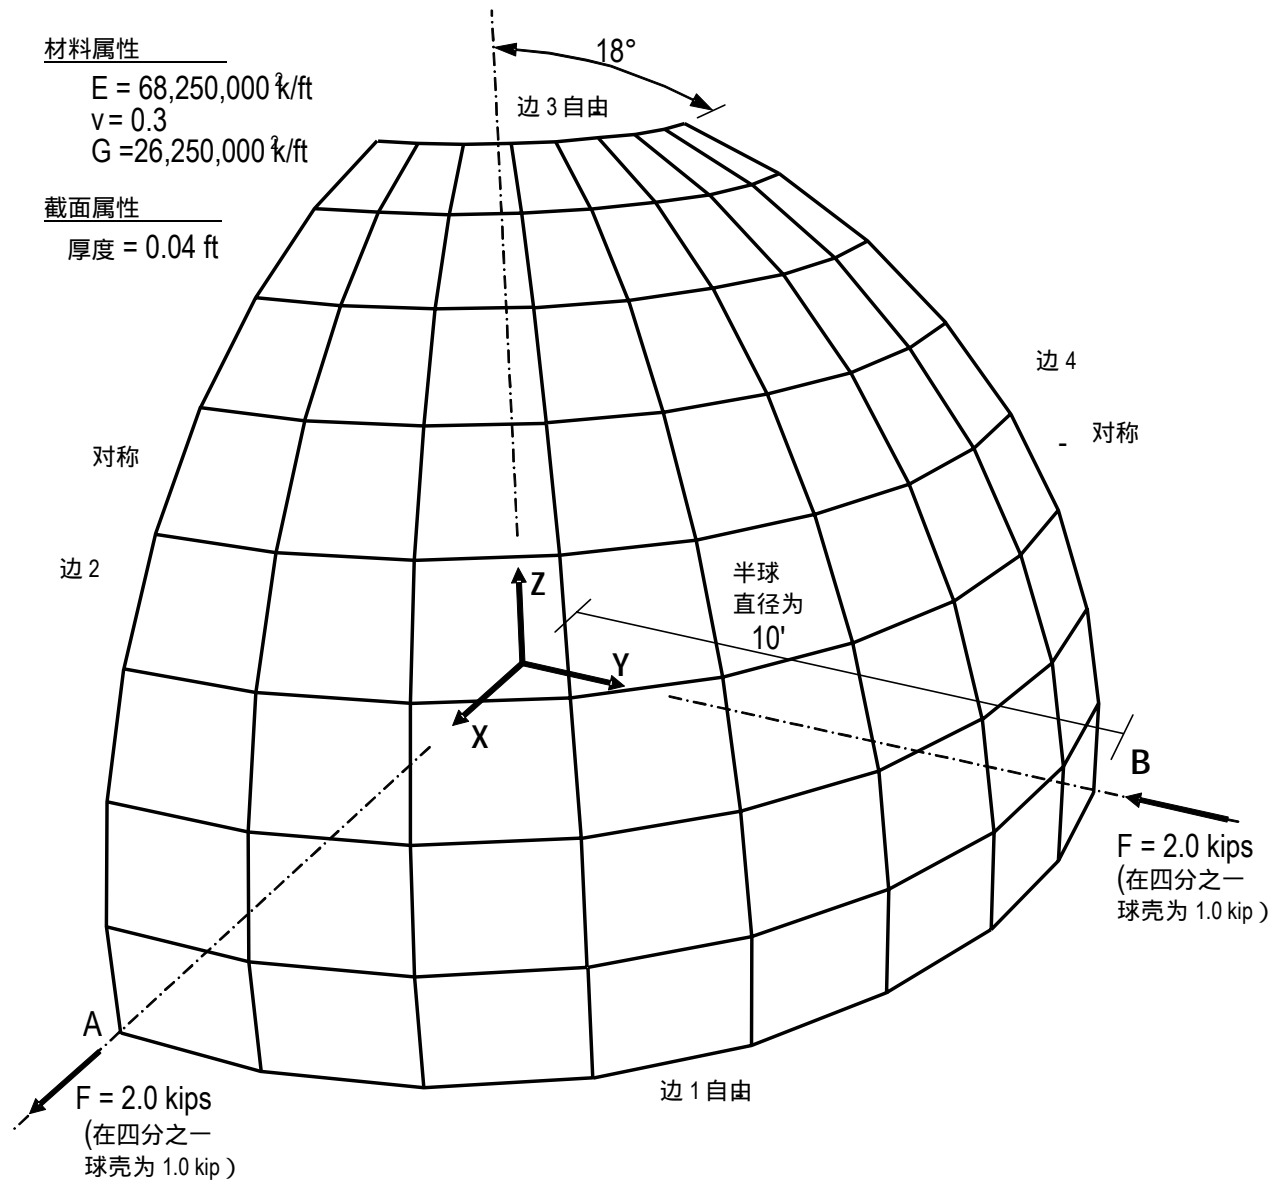 材料属性
E = 68,250,000 k/ft²
ν = 0.3
G =26,250,000 k/ft²
截面属性
厚度 = 0.04 ft
18°
边 3 自由
边 4
对称
对称
边 2
半球
直径为
10'
Z
Y
X
B
F = 2.0 kips
(在四分之一
球壳为 1.0 kip )
A
F = 2.0 kips
(在四分之一
球壳为 1.0 kip )
边 1 自由